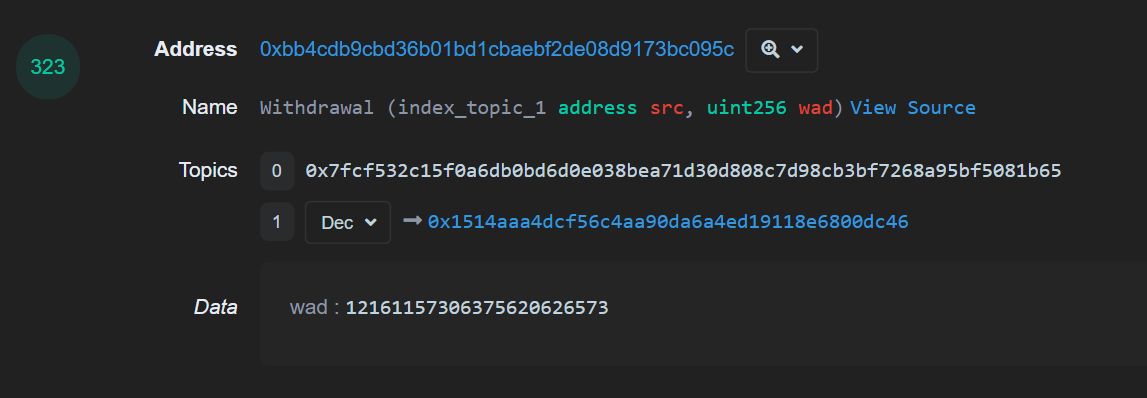 323
Address 0xbb4cdb9cbd36b01bd1cbaebf2de08d9173bc095c
Name Withdrawal (index_topic_1 address src, uint256 wad) View Source
Topics 0 0x7fcf532c15f0a6db0bd6d0e038bea71d30d808c7d98cb3bf7268a95bf5081b65
1 Dec → 0x1514aaa4dcf56c4aa90da6a4ed19118e6800dc46
Data wad : 12161157306375620626573